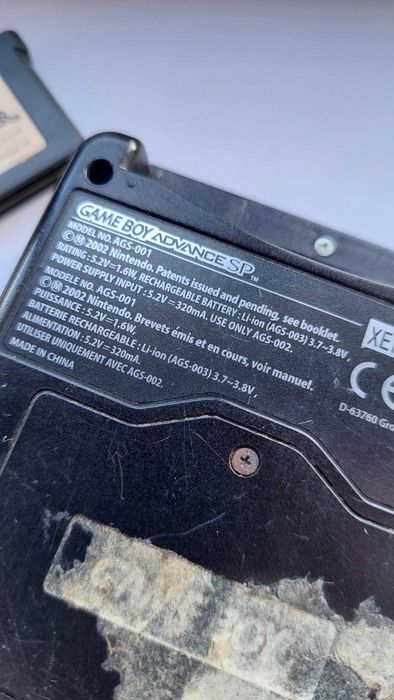 GAME BOY ADVANCE SP™
MODEL NO. AGS-001
©Ⓜ 2002 Nintendo. Patents issued and pending, see booklet.
RATING : 5.2V⎓1.6W, RECHARGEABLE BATTERY : Li-ion (AGS-003) 3.7~3.8V,
POWER SUPPLY INPUT : 5.2V⎓320mA. USE ONLY AGS-002.
MODELE NO. AGS-001
©Ⓜ 2002 Nintendo. Brevets émis et en cours, voir manuel.
PUISSANCE : 5.2V⎓1.6W,
ALIMENTATION RECHARGEABLE : Li-ion (AGS-003) 3.7~3.8V,
UTILISER : 5.2V⎓320mA.
UTILISER UNIQUEMENT AVEC AGS-002.
MADE IN CHINA
CE
D-63760